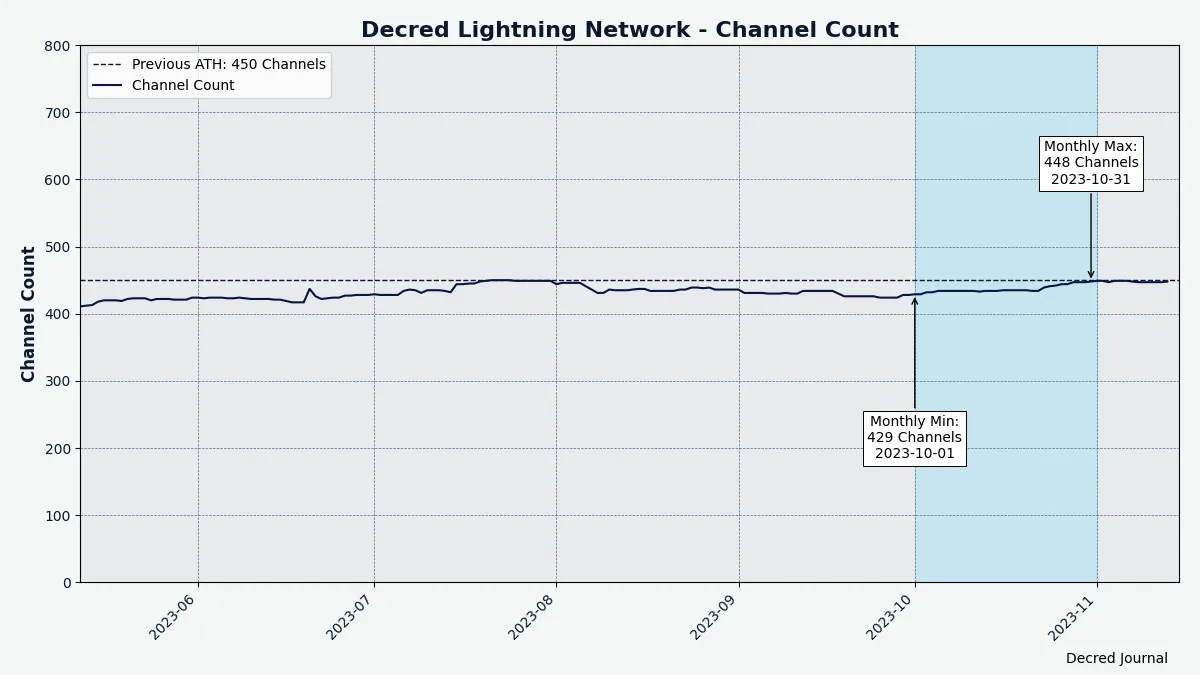 Decred Lightning Network - Channel Count
Previous ATH: 450 Channels
Channel Count
Channel Count
800
700
600
500
400
300
200
100
0
Monthly Max:
448 Channels
2023-10-31
Monthly Min:
429 Channels
2023-10-01
2023-06
2023-07
2023-08
2023-09
2023-10
2023-11
Decred Journal